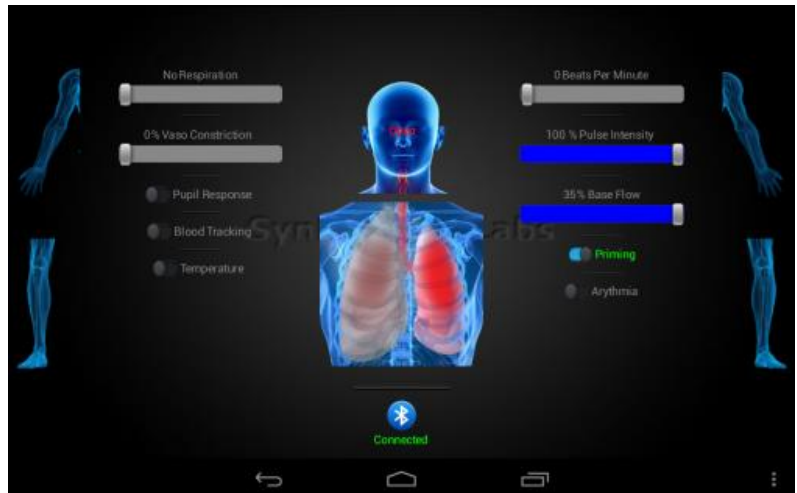 No Respiration
0% Vaso Constriction
Pupil Response
Blood Tracking
Temperature
0 Beats Per Minute
100 % Pulse Intensity
35% Base Flow
Priming
Arythmia
Connected